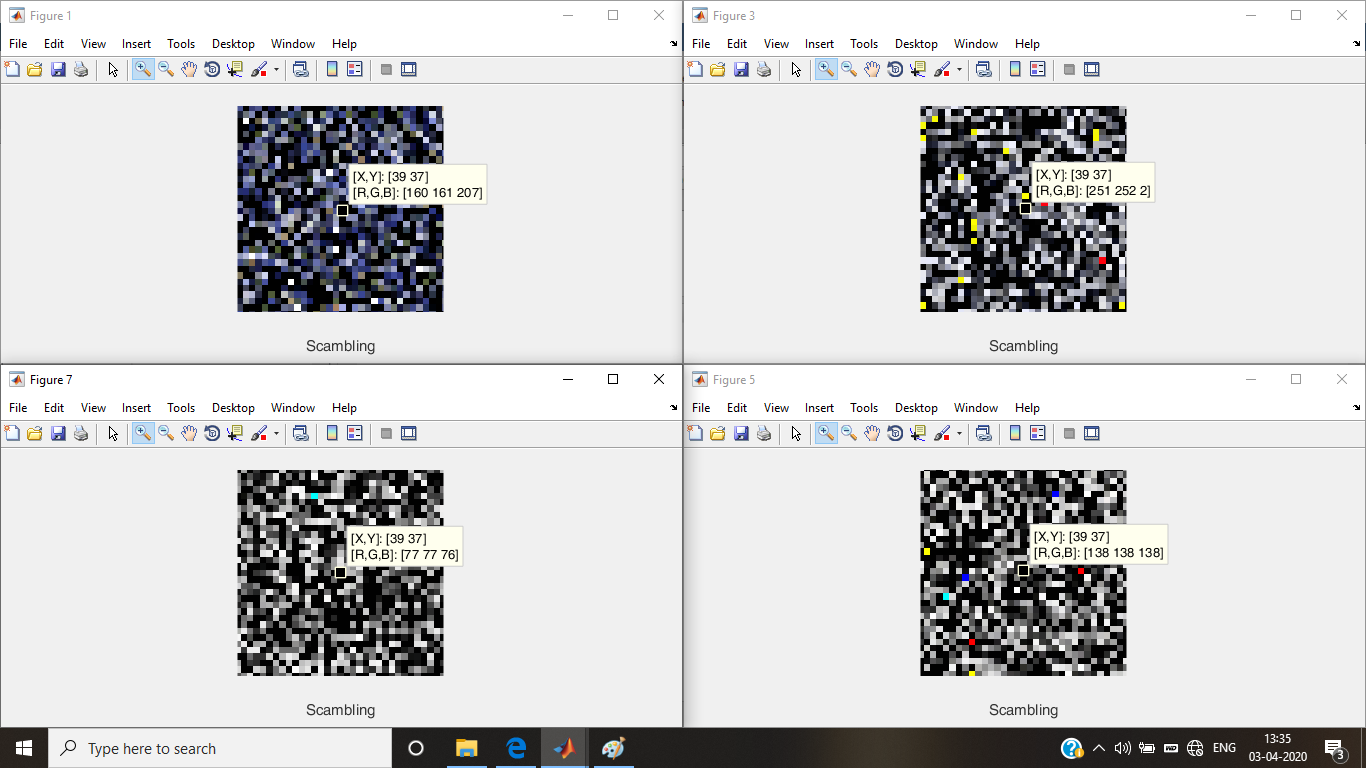 Figure 1
File Edit View Insert Tools Desktop Window Help
[X,Y]: [39 37]
[R,G,B]: [160 161 207]
Scambling
Figure 3
File Edit View Insert Tools Desktop Window Help
[X,Y]: [39 37]
[R,G,B]: [251 252 2]
Scambling
Figure 7
File Edit View Insert Tools Desktop Window Help
[X,Y]: [39 37]
[R,G,B]: [77 77 76]
Scambling
Figure 5
File Edit View Insert Tools Desktop Window Help
[X,Y]: [39 37]
[R,G,B]: [138 138 138]
Scambling
Type here to search
ENG
13:35
03-04-2020
3